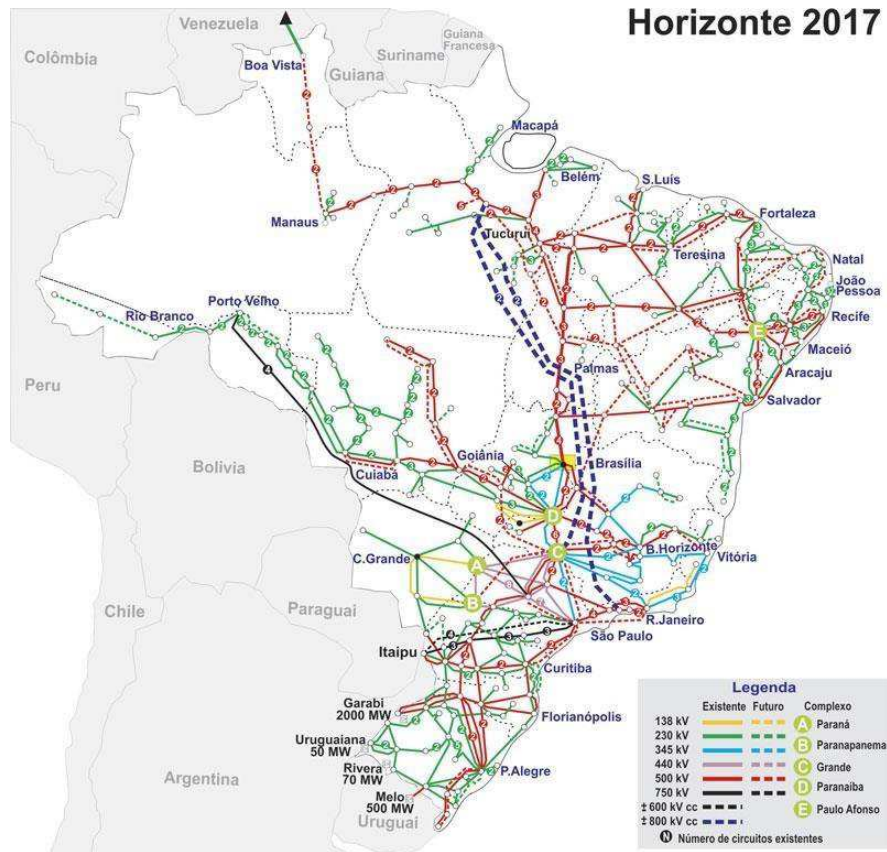 Horizonte 2017
Venezuela
Colômbia
Suriname
Guiana
Francesa
Guiana
Boa Vista
Macapá
Belém
S.Luis
Manaus
Fortaleza
Tucuruí
Teresina
Natal
João
Pessoa
Rio Branco
Porto Velho
Recife
E
Maceió
Palmas
Aracaju
Peru
Salvador
Goiânia
Brasília
Bolivia
Cuiabá
D
C
B.Horizonte
Vitória
C.Grande
A
B
Chile
Paraguai
R.Janeiro
São Paulo
Itaipu
Curitiba
Garabi
2000 MW
Florianópolis
Uruguaiana
50 MW
Rivera
70 MW
P.Alegre
Melo
500 MW
Argentina
Uruguai
Legenda
Existente Futuro Complexo
138 kV A Paraná
230 kV
345 kV B Paranapanema
440 kV C Grande
500 kV
750 kV D Paranaíba
± 600 kV cc
± 800 kV cc E Paulo Afonso
N Número de circuitos existentes